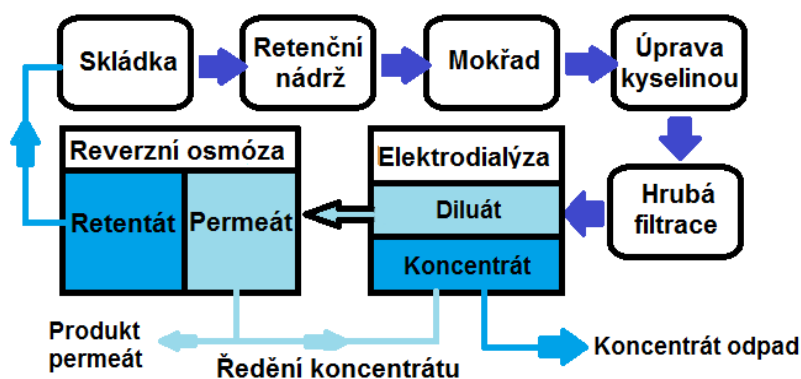 Skládka
Retenční
nádrž
Mokřad
Úprava
kyselinou
Reverzní osmóza
Elektrodialýza
Hrubá
filtrace
Retentát
Permeát
Diluát
Koncentrát
Produkt
permeát
Ředění koncentrátu
Koncentrát odpad